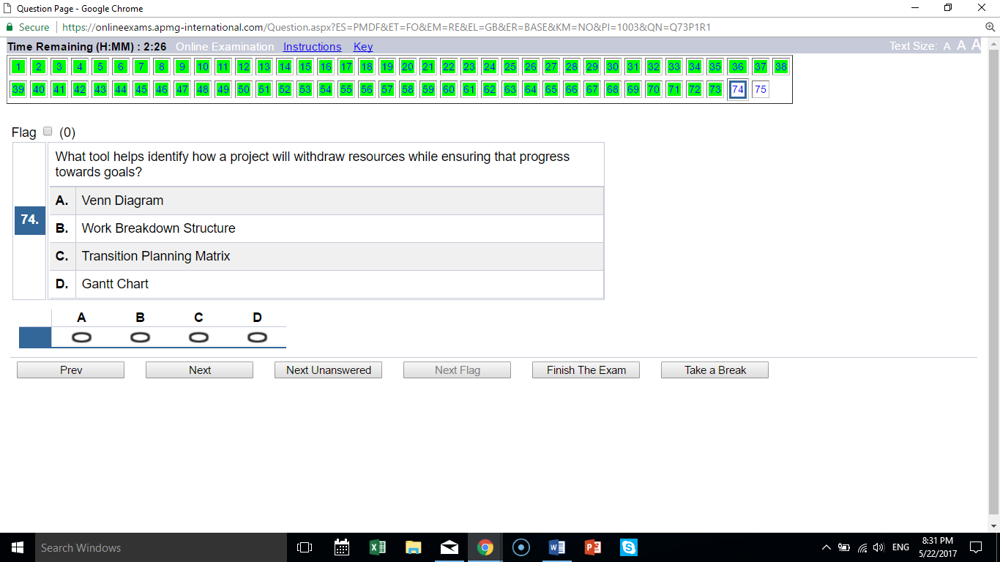 Question Page - Google Chrome
Secure | https://onlineexams.apmg-international.com/Question.aspx?ES=PMDF&ET=FO&EM=RE&EL=GB&ER=BASE&KM=NO&PI=1003&QN=Q73P1R1
Time Remaining (H:MM) : 2:26 Online Examination Instructions Key Text Size: A A A
1 2 3 4 5 6 7 8 9 10 11 12 13 14 15 16 17 18 19 20 21 22 23 24 25 26 27 28 29 30 31 32 33 34 35 36 37 38
39 40 41 42 43 44 45 46 47 48 49 50 51 52 53 54 55 56 57 58 59 60 61 62 63 64 65 66 67 68 69 70 71 72 73 74 75
Flag (0)
What tool helps identify how a project will withdraw resources while ensuring that progress
towards goals?
74.
A. Venn Diagram
B. Work Breakdown Structure
C. Transition Planning Matrix
D. Gantt Chart
A B C D
Prev Next Next Unanswered Next Flag Finish The Exam Take a Break
Search Windows
ENG
8:31 PM
5/22/2017